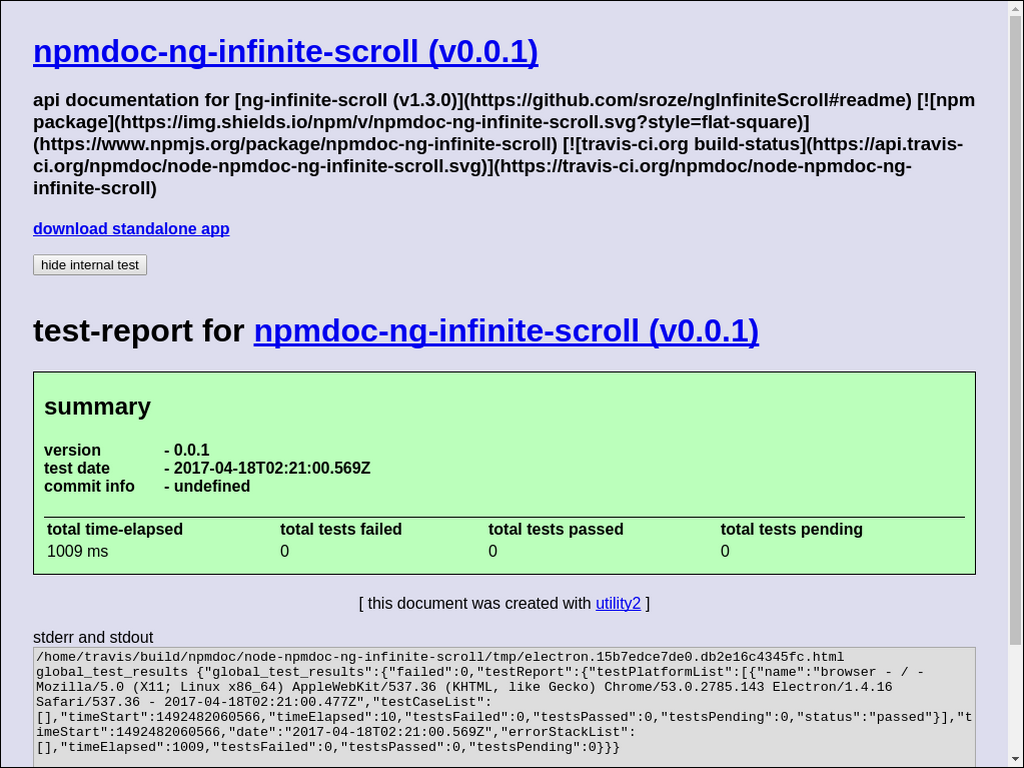 npmdoc-ng-infinite-scroll (v0.0.1)
api documentation for [ng-infinite-scroll (v1.3.0)](https://github.com/sroze/ngInfiniteScroll#readme) [![npm
package](https://img.shields.io/npm/v/npmdoc-ng-infinite-scroll.svg?style=flat-square)]
(https://www.npmjs.org/package/npmdoc-ng-infinite-scroll) [![travis-ci.org build-status](https://api.travis-
ci.org/npmdoc/node-npmdoc-ng-infinite-scroll.svg)](https://travis-ci.org/npmdoc/node-npmdoc-ng-
infinite-scroll)
download standalone app
hide internal test
test-report for npmdoc-ng-infinite-scroll (v0.0.1)
summary
version - 0.0.1
test date - 2017-04-18T02:21:00.569Z
commit info - undefined
total time-elapsed total tests failed total tests passed total tests pending
1009 ms 0 0 0
[ this document was created with utility2 ]
stderr and stdout
/home/travis/build/npmdoc/node-npmdoc-ng-infinite-scroll/tmp/electron.15b7edce7de0.db2e16c4345fc.html
global_test_results {"global_test_results":{"failed":0,"testReport":{"testPlatformList":[{"name":"browser - / -
Mozilla/5.0 (X11; Linux x86_64) AppleWebKit/537.36 (KHTML, like Gecko) Chrome/53.0.2785.143 Electron/1.4.16
Safari/537.36 - 2017-04-18T02:21:00.477Z","testCaseList":
[],"timeStart":1492482060566,"timeElapsed":10,"testsFailed":0,"testsPassed":0,"testsPending":0,"status":"passed"}],"t
imeStart":1492482060566,"date":"2017-04-18T02:21:00.569Z","errorStackList":
[],"timeElapsed":1009,"testsFailed":0,"testsPassed":0,"testsPending":0}}}